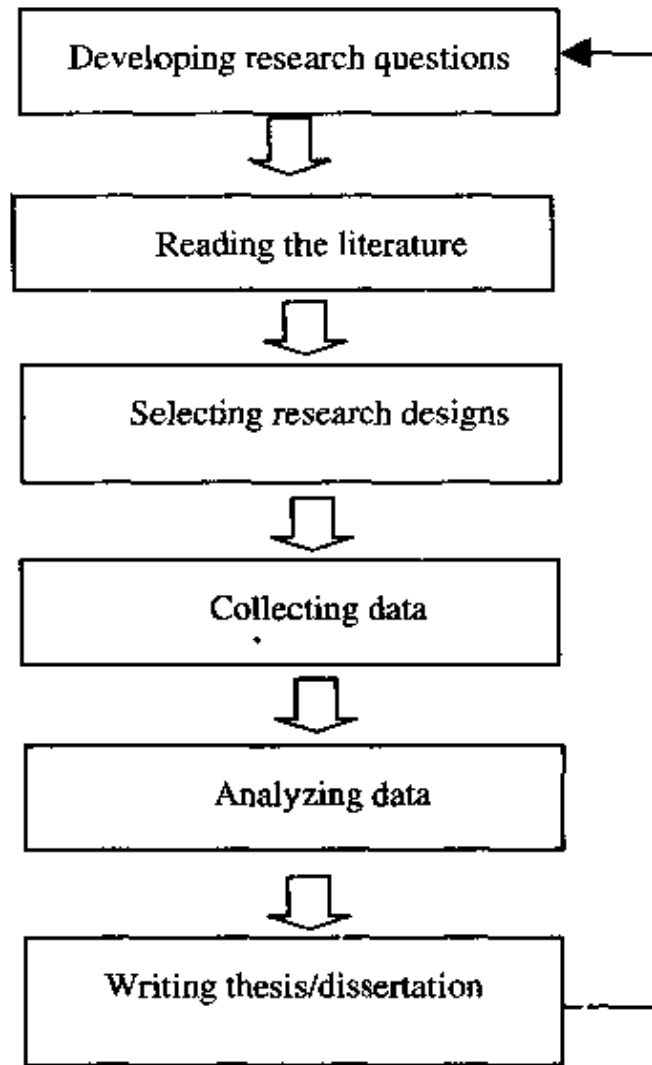 Developing research questions
Reading the literature
Selecting research designs
Collecting data
Analyzing data
Writing thesis/dissertation